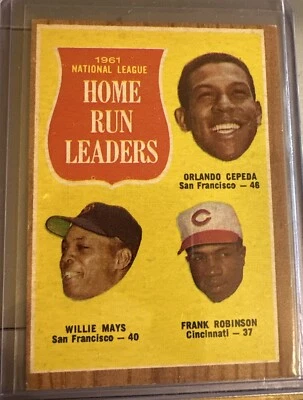 1961
NATIONAL LEAGUE
HOME
RUN
LEADERS
ORLANDO CEPEDA
San Francisco — 46
WILLIE MAYS
San Francisco — 40
FRANK ROBINSON
Cincinnati — 37